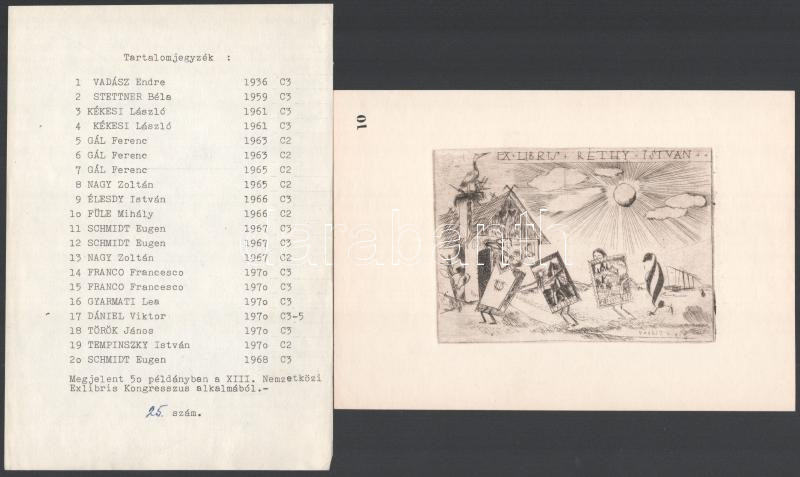 Tartalomjegyzék :
1 VADÁSZ Endre 1936 C3
2 STETTNER Béla 1959 C3
3 KÉKESI László 1961 C3
4 KÉKESI László 1961 C3
5 GÁL Ferenc 1963 C2
6 GÁL Ferenc 1963 C2
7 GÁL Ferenc 1965 C2
8 NAGY Zoltán 1965 C2
9 ÉLESDY István 1966 C3
1o FÜLE Mihály 1966 C2
11 SCHMIDT Eugen 1967 C3
12 SCHMIDT Eugen 1967 C3
13 NAGY Zoltán 1967 C2
14 FRANCO Francesco 197o C3
15 FRANCO Francesco 197o C3
16 GYARMATI Lea 197o C3
17 DÁNIEL Viktor 197o C3-5
18 TÖRÖK János 197o C3
19 TEMPINSZKY István 197o C2
2o SCHMIDT Eugen 1968 C3
Megjelent 5o példányban a XIII. Nemzetközi
Exlibris Kongresszus alkalmából.-
25. szám.
10
EX·LIBRIS·RÉTHY·ISTVÁN
darabanth